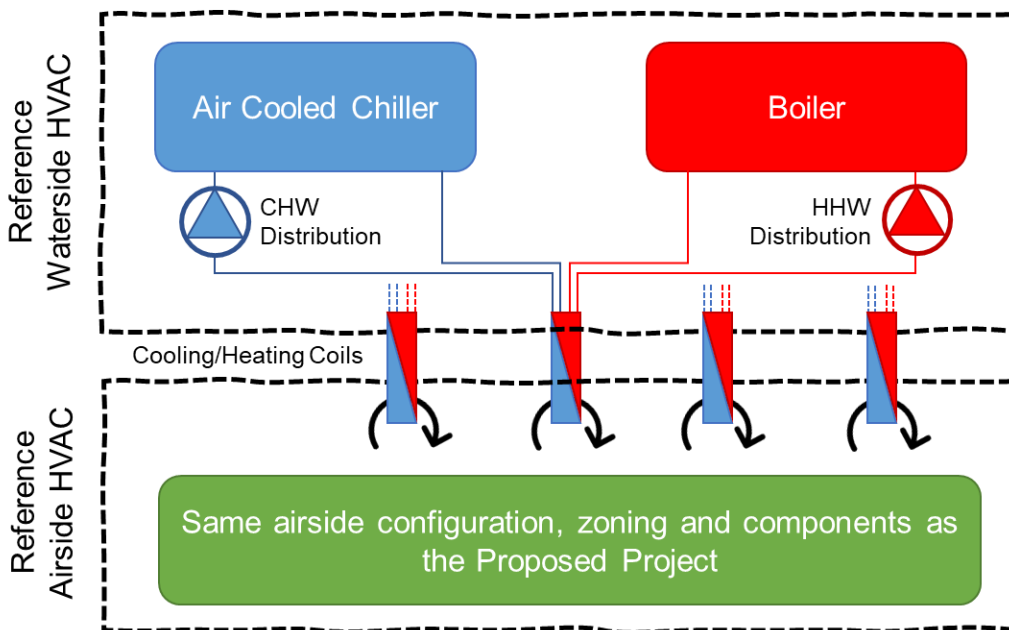 Reference
Waterside HVAC
Air Cooled Chiller
Boiler
CHW
Distribution
HHW
Distribution
Cooling/Heating Coils
Reference
Airside HVAC
Same airside configuration, zoning and components as
the Proposed Project